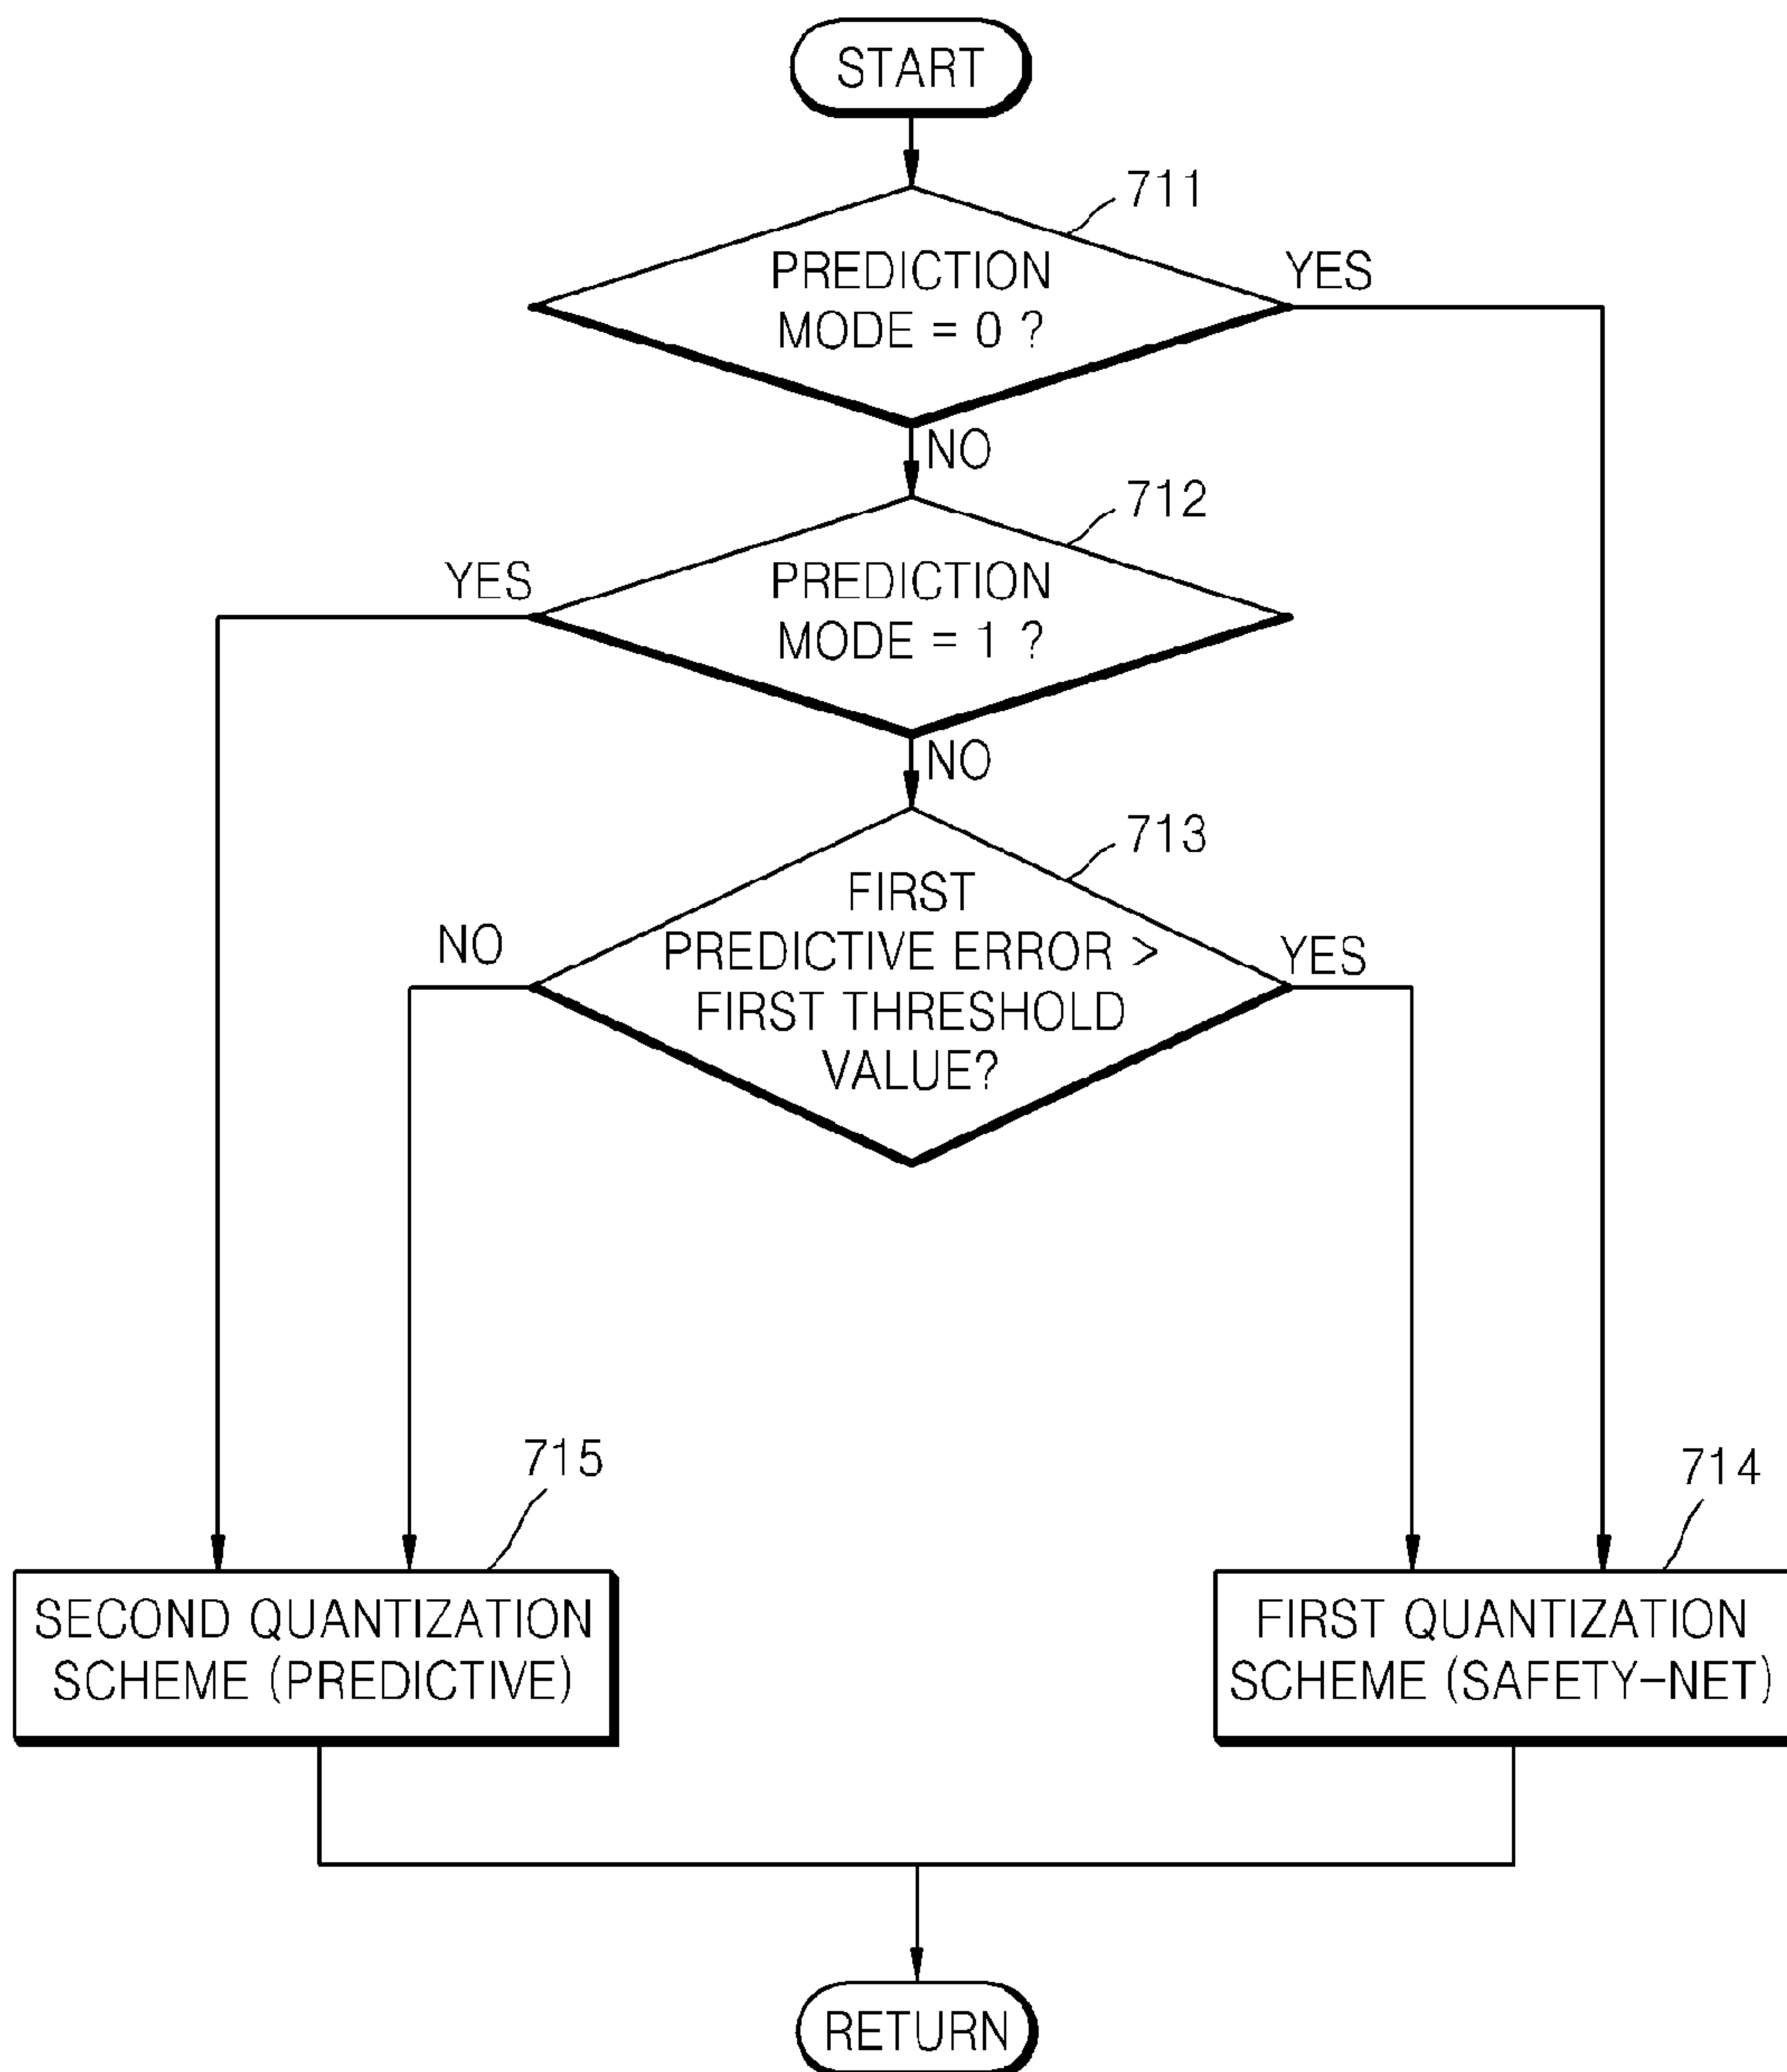 START
711
PREDICTION
MODE = 0 ?
YES
NO
712
YES
PREDICTION
MODE = 1 ?
NO
713
NO
FIRST
PREDICTIVE ERROR >
FIRST THRESHOLD
VALUE?
YES
715
714
SECOND QUANTIZATION
SCHEME (PREDICTIVE)
FIRST QUANTIZATION
SCHEME (SAFETY-NET)
RETURN